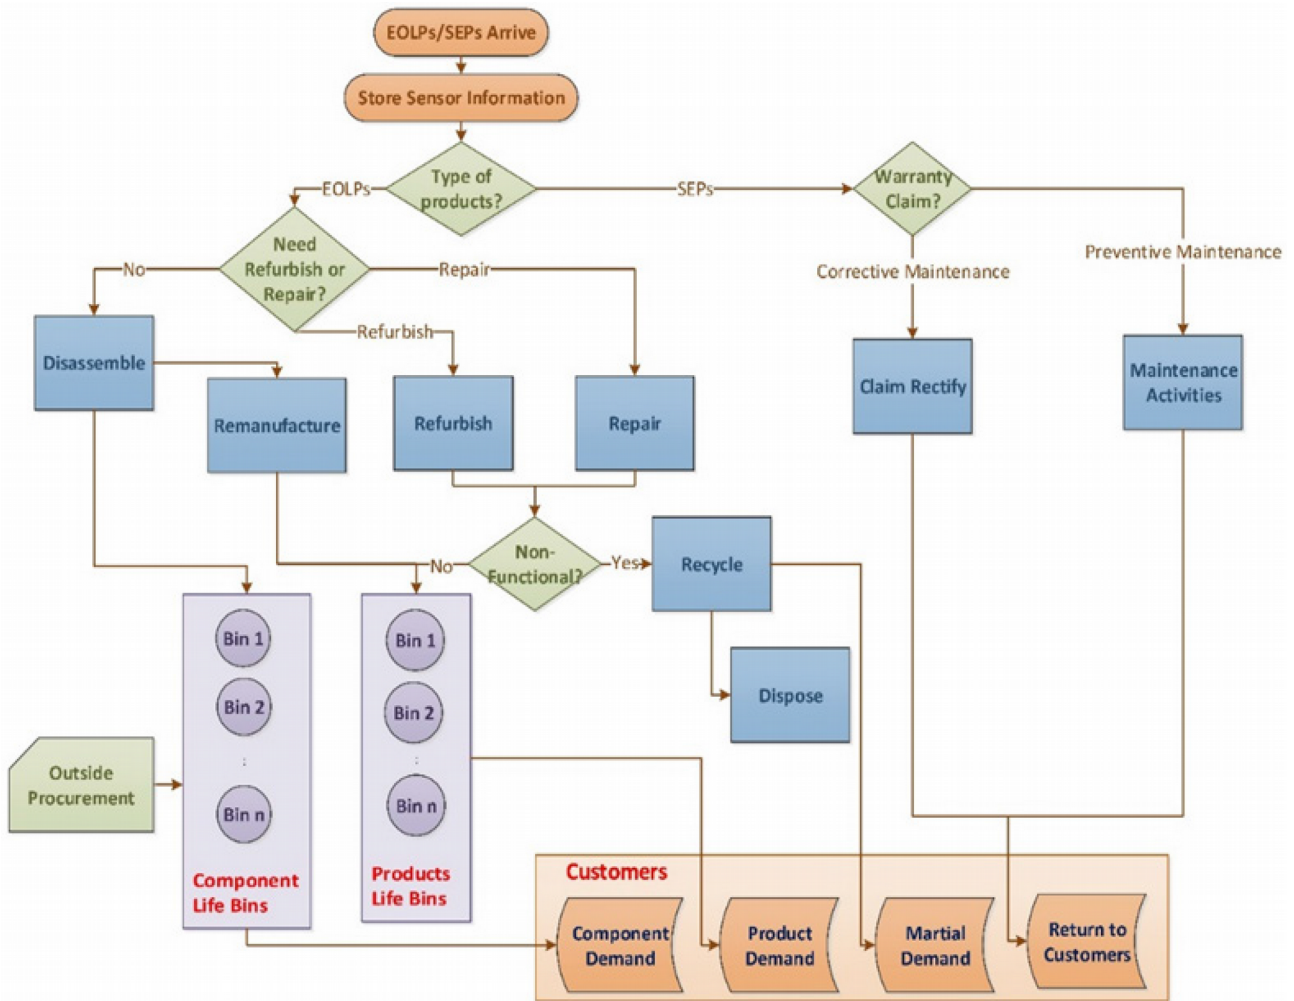 EOLPs/SEPs Arrive
Store Sensor Information
Type of
products?
EOLPs
SEPs
Warranty
Claim?
Need
Refurbish or
Repair?
No
Repair
Refurbish
Corrective Maintenance
Preventive Maintenance
Disassemble
Remanufacture
Refurbish
Repair
Claim Rectify
Maintenance
Activities
Non-
Functional?
No
Yes
Recycle
Dispose
Bin 1
Bin 2
:
Bin n
Component
Life Bins
Bin 1
Bin 2
:
Bin n
Products
Life Bins
Outside
Procurement
Customers
Component
Demand
Product
Demand
Martial
Demand
Return to
Customers